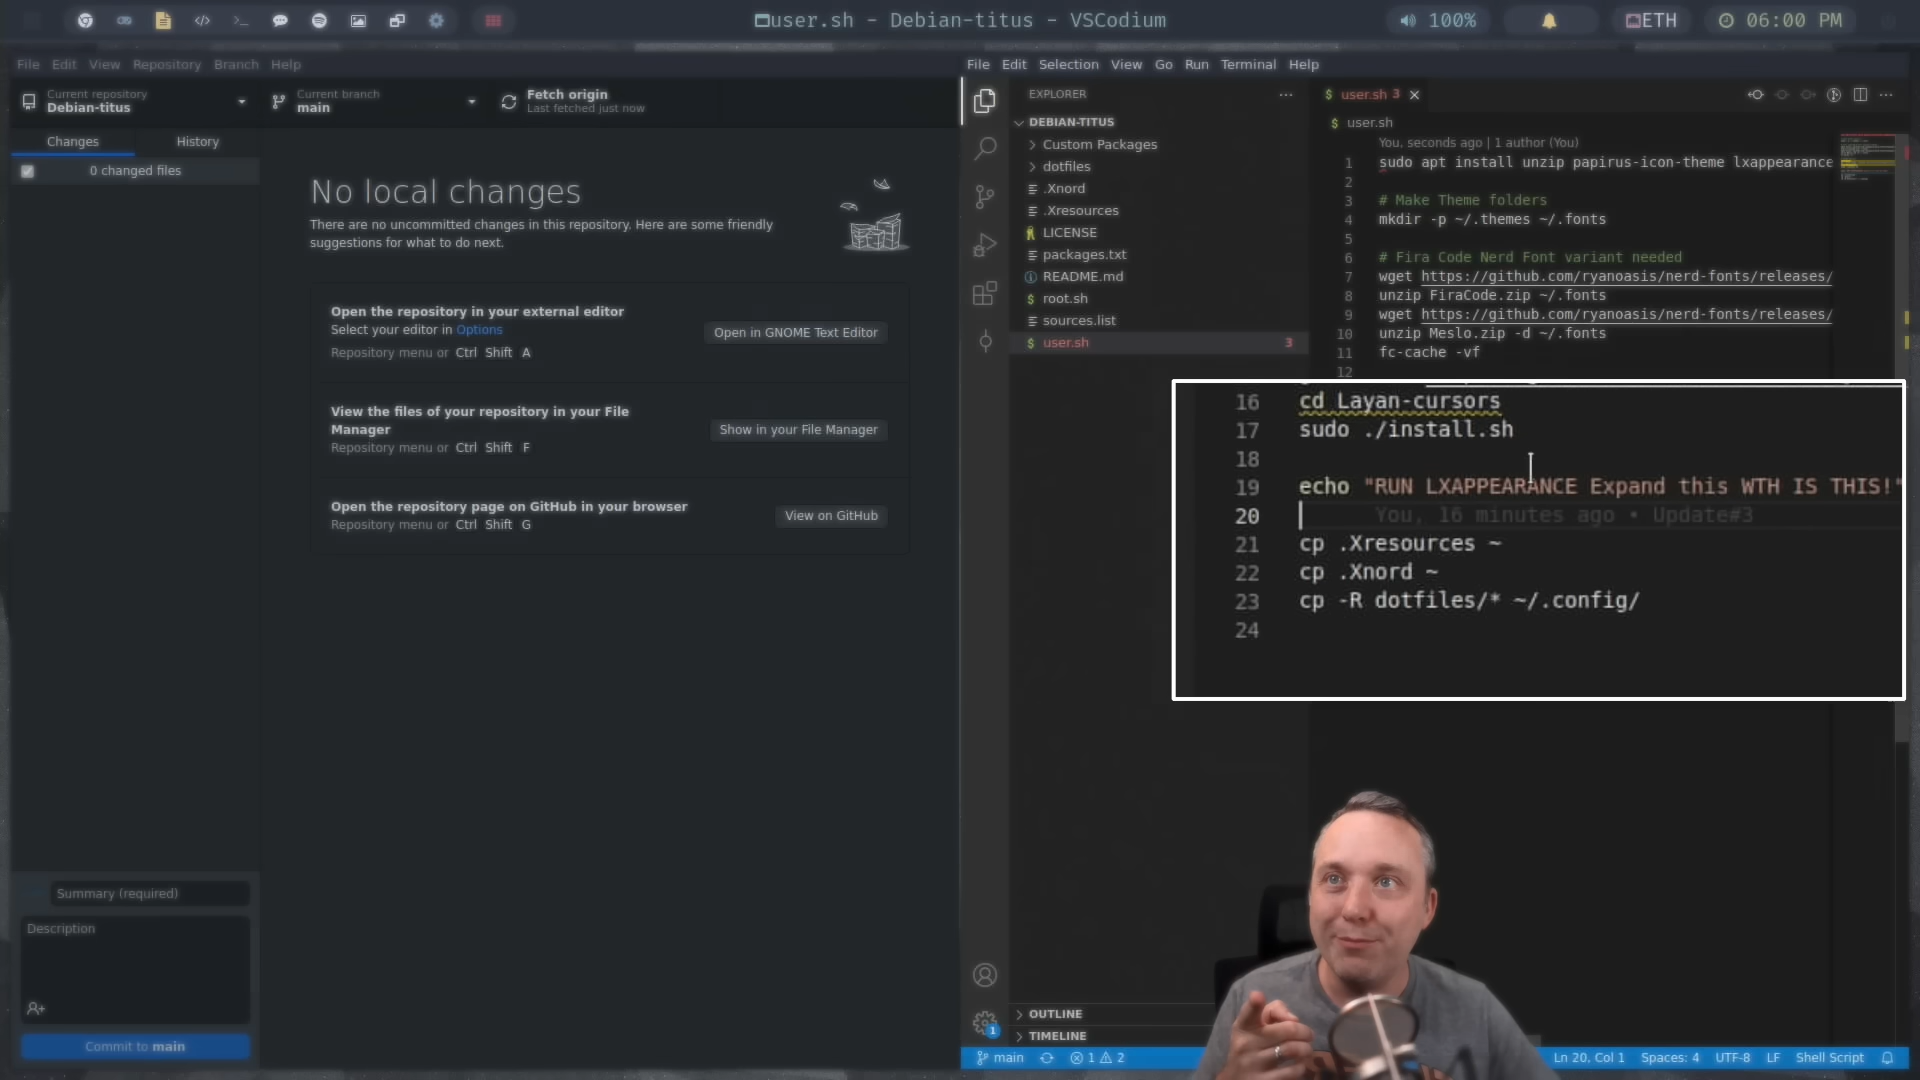 user.sh - Debian-titus - VSCodium
100%
ETH
06:00 PM
File Edit View Repository Branch Help
Current repository
Debian-titus
Current branch
main
Fetch origin
Last fetched just now
Changes
History
0 changed files
No local changes
There are no uncommitted changes in this repository. Here are some friendly
suggestions for what to do next.
Open the repository in your external editor
Select your editor in Options
Repository menu or Ctrl Shift A
Open in GNOME Text Editor
View the files of your repository in your File
Manager
Repository menu or Ctrl Shift F
Show in your File Manager
Open the repository page on GitHub in your browser
Repository menu or Ctrl Shift G
View on GitHub
Summary (required)
Description
Commit to main
File Edit Selection View Go Run Terminal Help
EXPLORER
DEBIAN-TITUS
Custom Packages
dotfiles
.Xnord
.Xresources
LICENSE
packages.txt
README.md
root.sh
sources.list
user.sh 3
OUTLINE
TIMELINE
$ user.sh 3
$ user.sh
You, seconds ago | 1 author (You)
1 sudo apt install unzip papirus-icon-theme lxappearance
2
3 # Make Theme folders
4 mkdir -p ~/.themes ~/.fonts
5
6 # Fira Code Nerd Font variant needed
7 wget https://github.com/ryanoasis/nerd-fonts/releases/
8 unzip FiraCode.zip ~/.fonts
9 wget https://github.com/ryanoasis/nerd-fonts/releases/
10 unzip Meslo.zip -d ~/.fonts
11 fc-cache -vf
12
16 cd Layan-cursors
17 sudo ./install.sh
18
19 echo "RUN LXAPPEARANCE Expand this WTH IS THIS!"
20 You, 16 minutes ago • Update#3
21 cp .Xresources ~
22 cp .Xnord ~
23 cp -R dotfiles/* ~/.config/
24
1
main
1
2
Ln 20, Col 1
Spaces: 4
UTF-8
LF
Shell Script